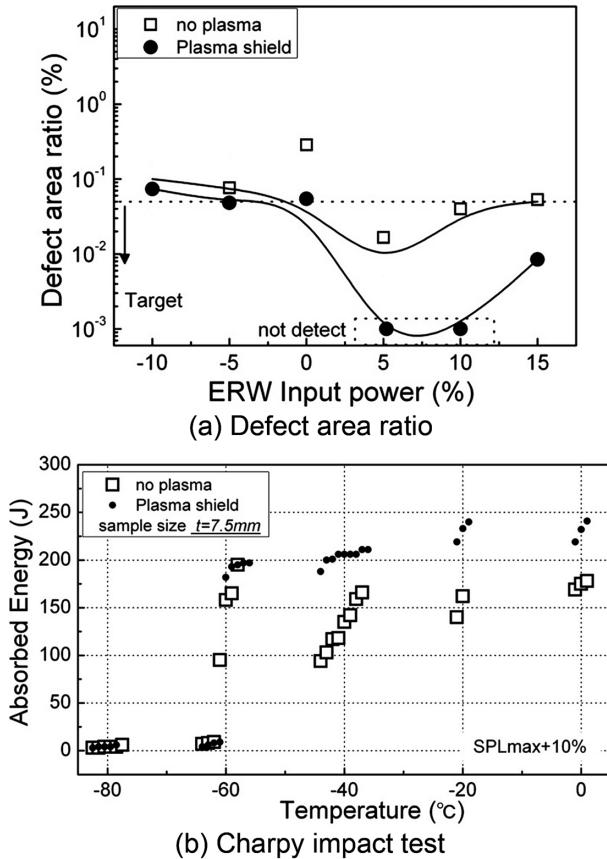 no plasma
Plasma shield
Defect area ratio (%)
10¹
10⁰
10⁻¹
10⁻²
10⁻³
Target
not detect
-10 -5 0 5 10 15
ERW Input power (%)
(a) Defect area ratio
300
no plasma
Plasma shield
sample size t=7.5mm
Absorbed Energy (J)
250
200
150
100
50
0
SPLmax+10%
-80 -60 -40 -20 0
Temperature (℃)
(b) Charpy impact test